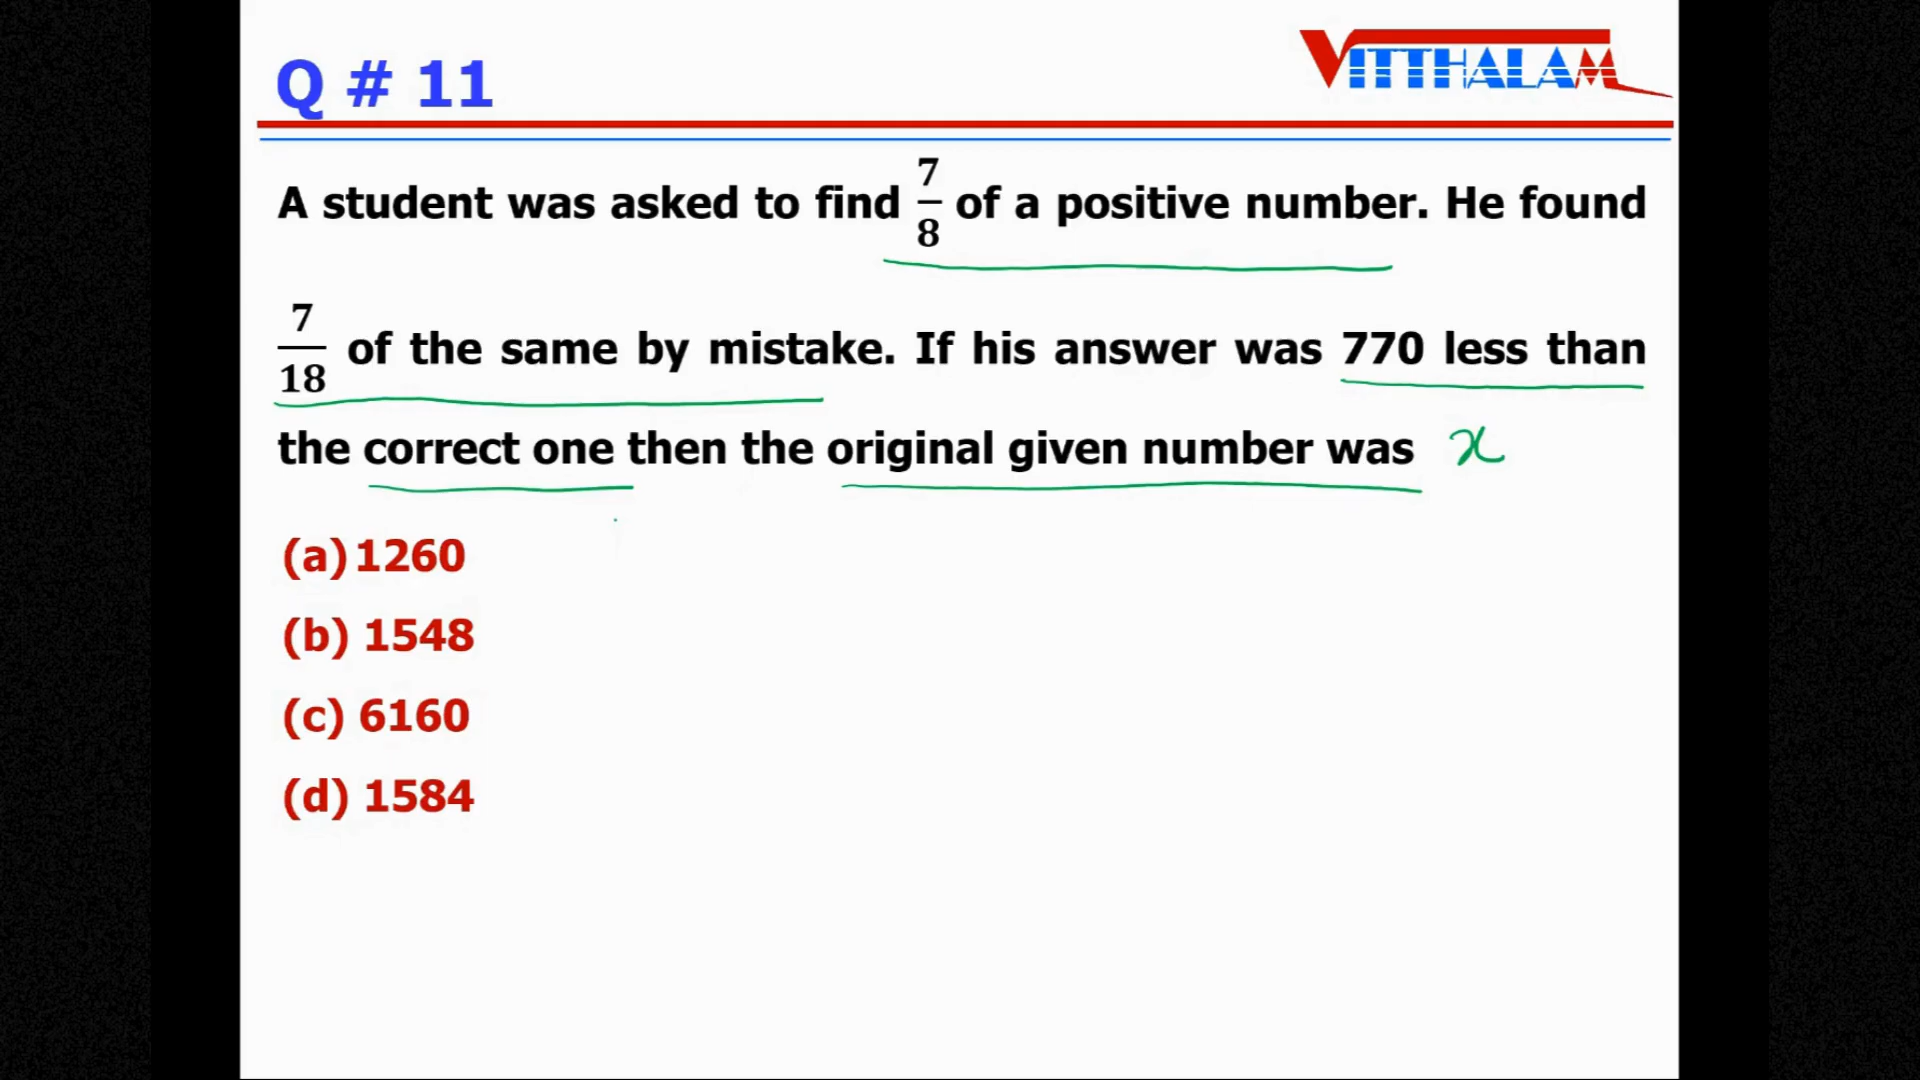 Q # 11
VITTHALAM
A student was asked to find 7/8 of a positive number. He found
7/18 of the same by mistake. If his answer was 770 less than
the correct one then the original given number was x
(a) 1260
(b) 1548
(c) 6160
(d) 1584